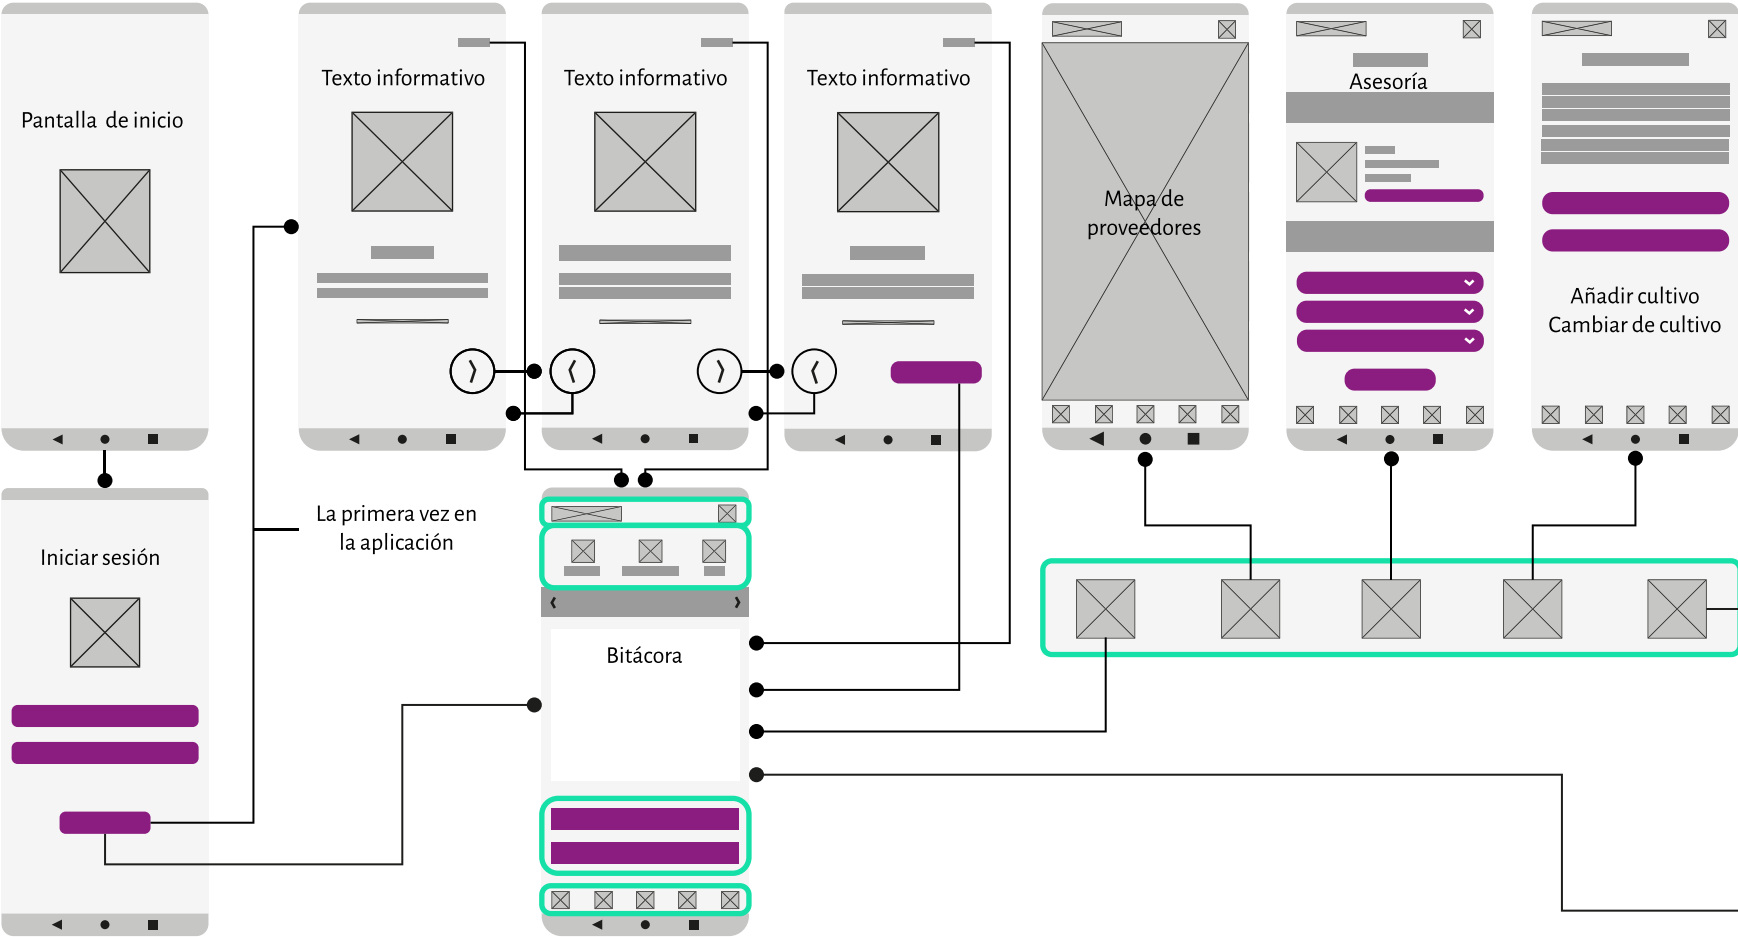 Pantalla de inicio
Texto informativo
Texto informativo
Texto informativo
Mapa de
proveedores
Asesoría
Añadir cultivo
Cambiar de cultivo
La primera vez en
la aplicación
Iniciar sesión
Bitácora